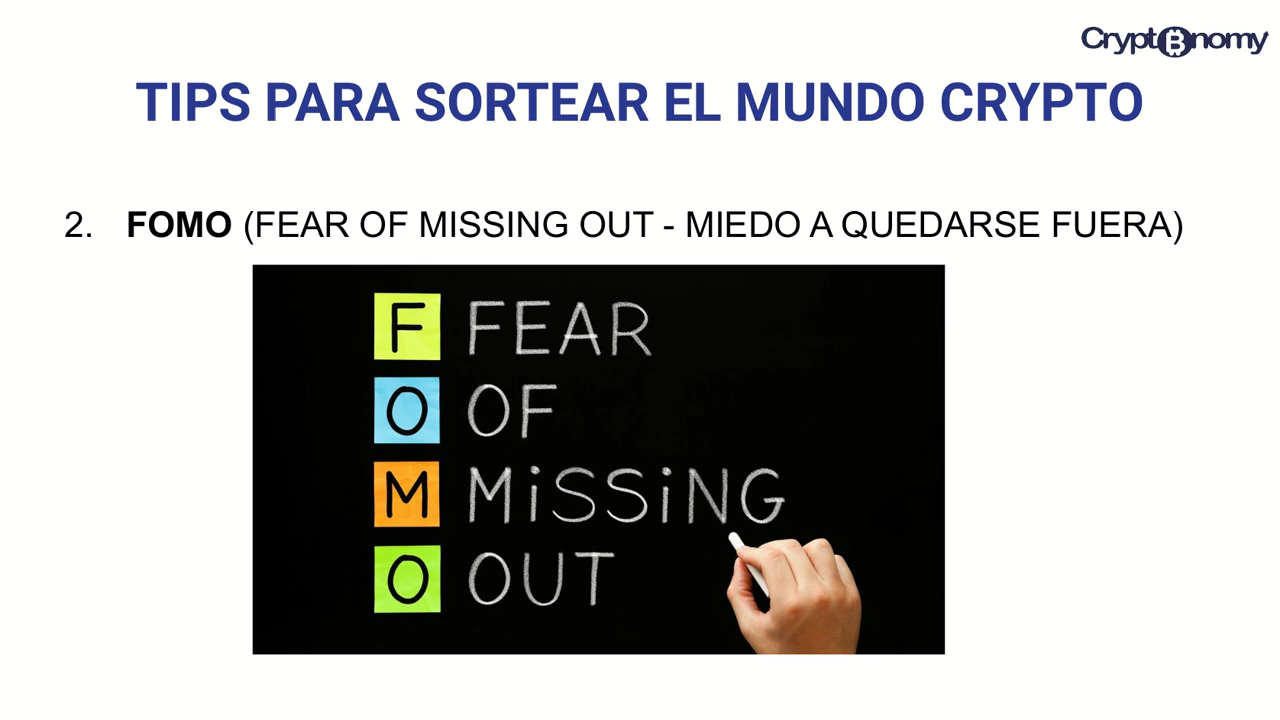 Cryptonomy
TIPS PARA SORTEAR EL MUNDO CRYPTO
2. FOMO (FEAR OF MISSING OUT - MIEDO A QUEDARSE FUERA)
F FEAR
O OF
M MiSSiNG
O OUT